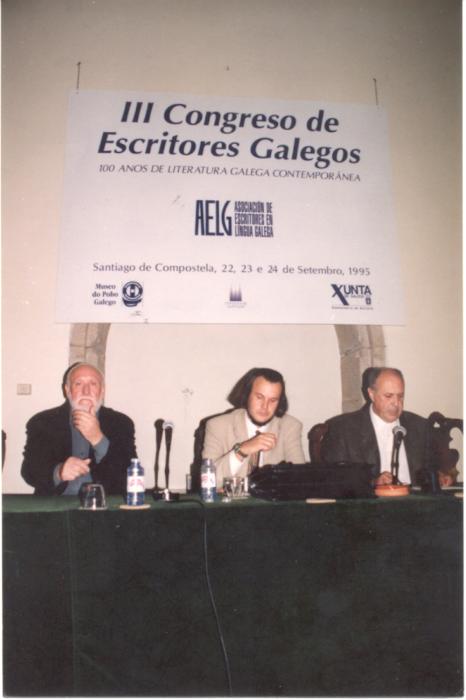 III Congreso de
Escritores Galegos
100 ANOS DE LITERATURA GALEGA CONTEMPORÁNEA
AELG
ASOCIACIÓN DE
ESCRITORES EN
LINGUA GALEGA
Santiago de Compostela, 22, 23 e 24 de Setembro, 1995
Museo
do Pobo
Galego
XUNTA